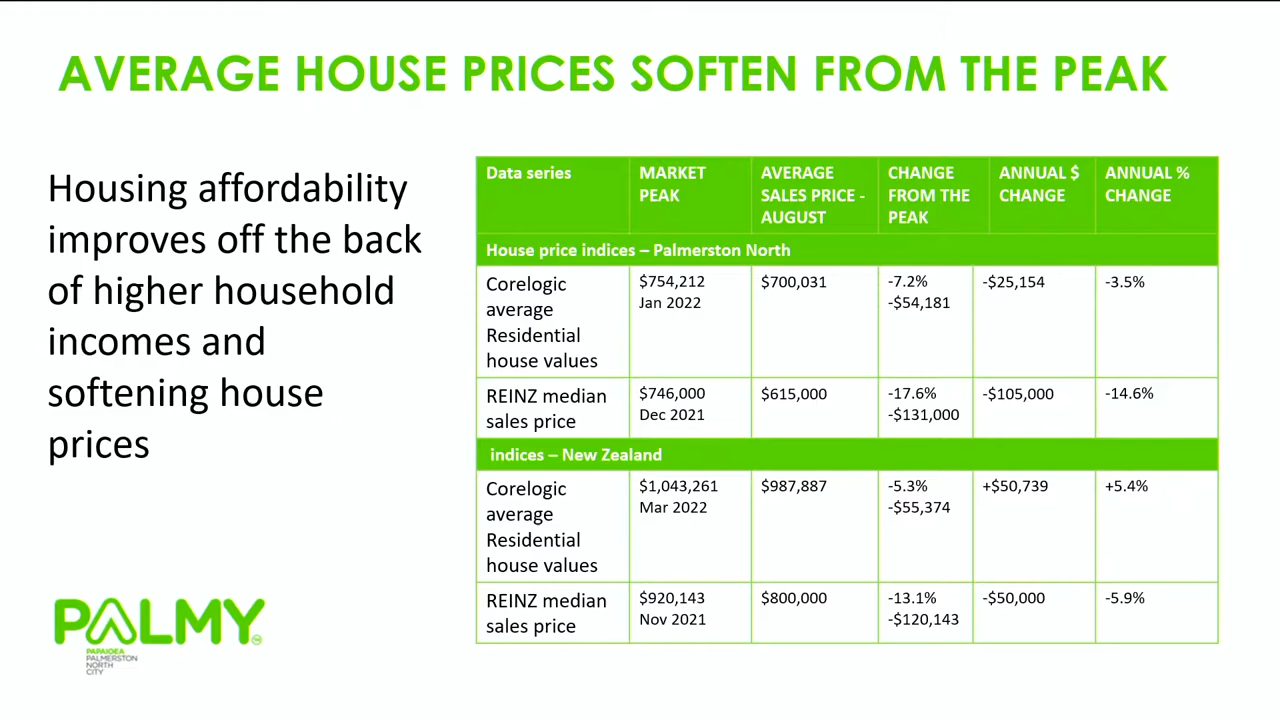 AVERAGE HOUSE PRICES SOFTEN FROM THE PEAK
Housing affordability
improves off the back
of higher household
incomes and
softening house
prices
Data series
MARKET
PEAK
AVERAGE
SALES PRICE -
AUGUST
CHANGE
FROM THE
PEAK
ANNUAL $
CHANGE
ANNUAL %
CHANGE
House price indices – Palmerston North
Corelogic
average
Residential
house values
$754,212
Jan 2022
$700,031
-7.2%
-$54,181
-$25,154
-3.5%
REINZ median
sales price
$746,000
Dec 2021
$615,000
-17.6%
-$131,000
-$105,000
-14.6%
indices – New Zealand
Corelogic
average
Residential
house values
$1,043,261
Mar 2022
$987,887
-5.3%
-$55,374
+$50,739
+5.4%
REINZ median
sales price
$920,143
Nov 2021
$800,000
-13.1%
-$120,143
-$50,000
-5.9%
PALMY
PAPAIOEA
PALMERSTON
NORTH
CITY